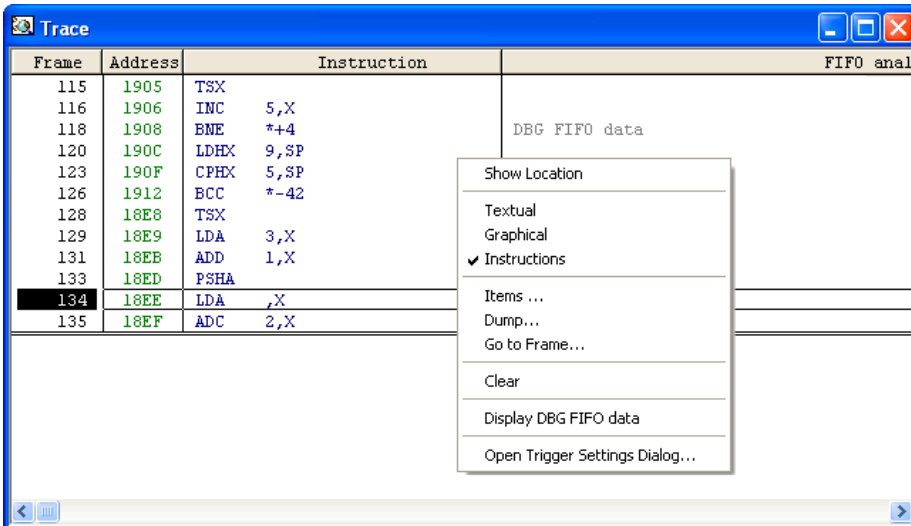 Trace
Frame Address Instruction FIFO anal
115 1905 TSX
116 1906 INC 5,X
118 1908 BNE *+4 DBG FIFO data
120 190C LDHX 9,SP
123 190F CPHX 5,SP
126 1912 BCC *-42
128 18E8 TSX
129 18E9 LDA 3,X
131 18EB ADD 1,X
133 18ED PSHA
134 18EE LDA ,X
135 18EF ADC 2,X
Show Location
Textual
Graphical
Instructions
Items ...
Dump...
Go to Frame...
Clear
Display DBG FIFO data
Open Trigger Settings Dialog...